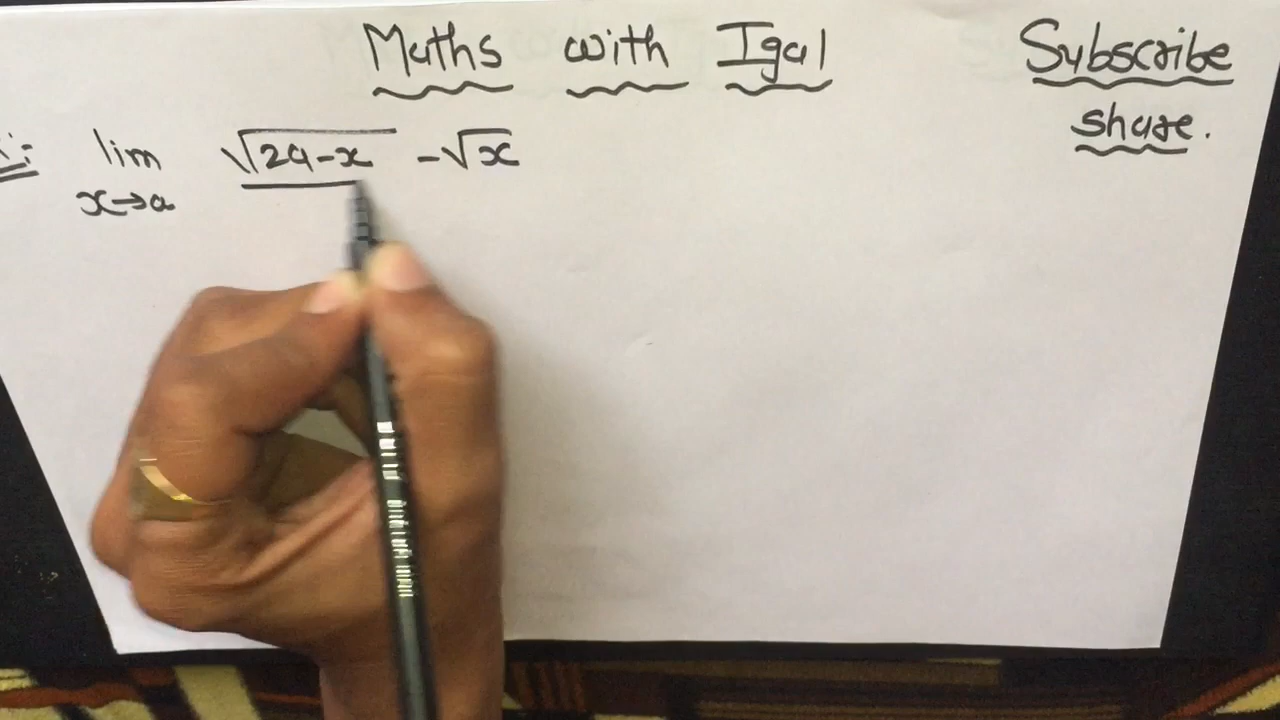 Maths with Igal
Subscribe
share.
lim √2a-x -√x
x→a